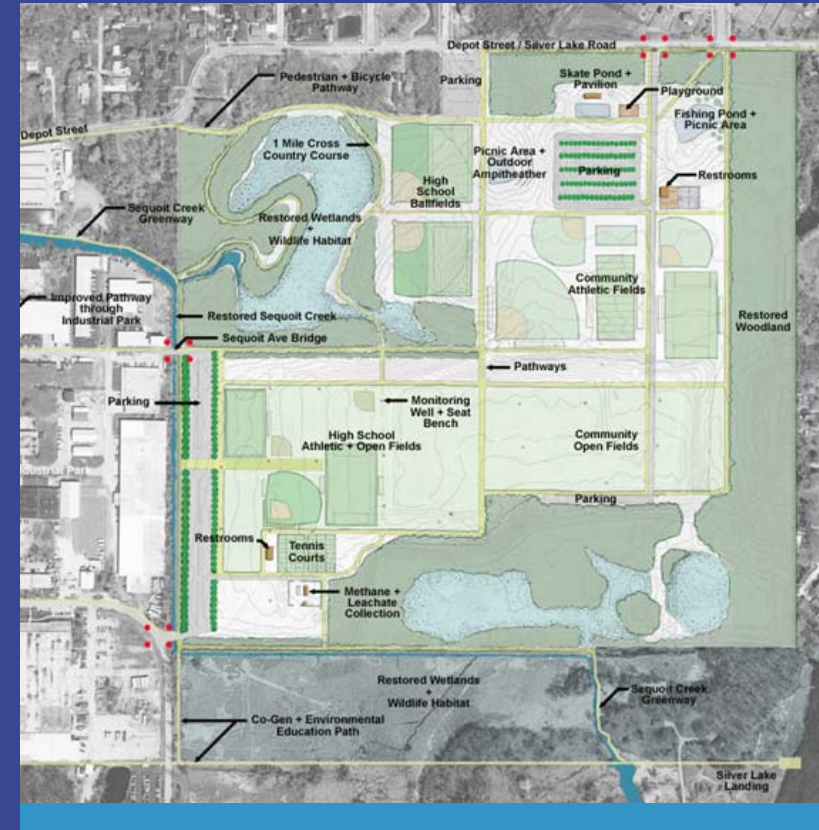 Depot Street / Silver Lake Road
Parking
Skate Pond +
Pavilion
Playground
Pedestrian + Bicycle
Pathway
Fishing Pond +
Picnic Area
Depot Street
1 Mile Cross
Country Course
Picnic Area +
Outdoor
Ampitheater
Parking
High
School
Ballfields
Restrooms
Sequoit Creek
Greenway
Restored Wetlands
+
Wildlife Habitat
Community
Athletic Fields
Improved Pathway
through
Industrial Park
Restored Sequoit Creek
Restored
Woodland
Sequoit Ave Bridge
Pathways
Parking
Monitoring
Well + Seat
Bench
High School
Athletic + Open Fields
Community
Open Fields
Industrial Park
Parking
Restrooms
Tennis
Courts
Methane +
Leachate
Collection
Restored Wetlands
+
Wildlife Habitat
Sequoit Creek
Greenway
Co-Gen + Environmental
Education Path
Silver Lake
Landing